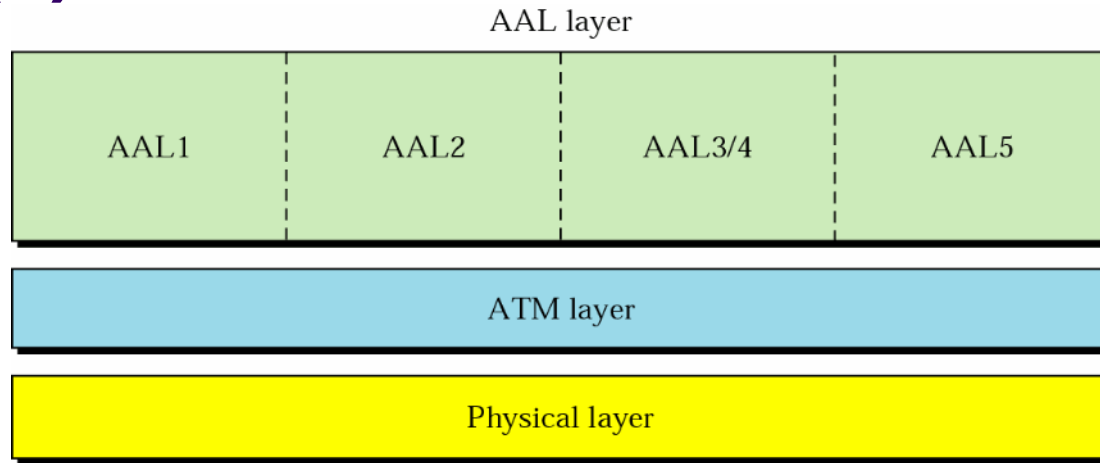 AAL layer
AAL1 AAL2 AAL3/4 AAL5
ATM layer
Physical layer